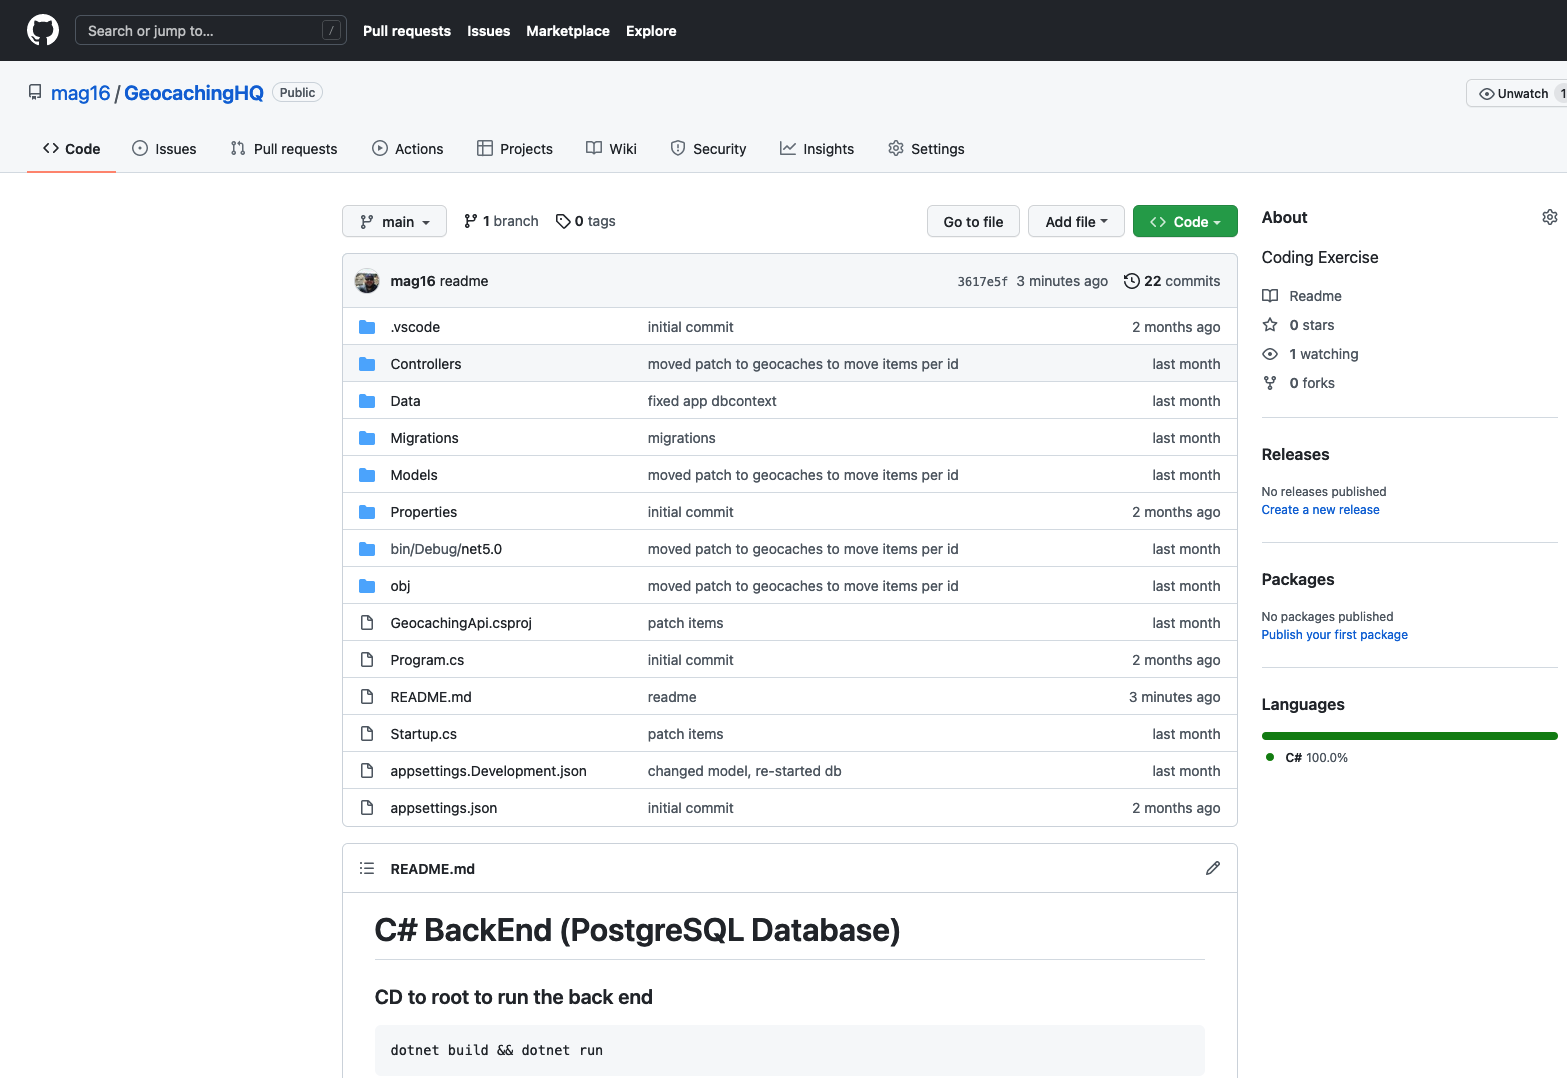 Search or jump to... /
Pull requests Issues Marketplace Explore
mag16 / GeocachingHQ Public
Unwatch 1
Code Issues Pull requests Actions Projects Wiki Security Insights Settings
main 1 branch 0 tags Go to file Add file Code
mag16 readme 3617e5f 3 minutes ago 22 commits
.vscode initial commit 2 months ago
Controllers moved patch to geocaches to move items per id last month
Data fixed app dbcontext last month
Migrations migrations last month
Models moved patch to geocaches to move items per id last month
Properties initial commit 2 months ago
bin/Debug/net5.0 moved patch to geocaches to move items per id last month
obj moved patch to geocaches to move items per id last month
GeocachingApi.csproj patch items last month
Program.cs initial commit 2 months ago
README.md readme 3 minutes ago
Startup.cs patch items last month
appsettings.Development.json changed model, re-started db last month
appsettings.json initial commit 2 months ago
README.md
C# BackEnd (PostgreSQL Database)
CD to root to run the back end
dotnet build && dotnet run
About
Coding Exercise
Readme
0 stars
1 watching
0 forks
Releases
No releases published
Create a new release
Packages
No packages published
Publish your first package
Languages
C# 100.0%